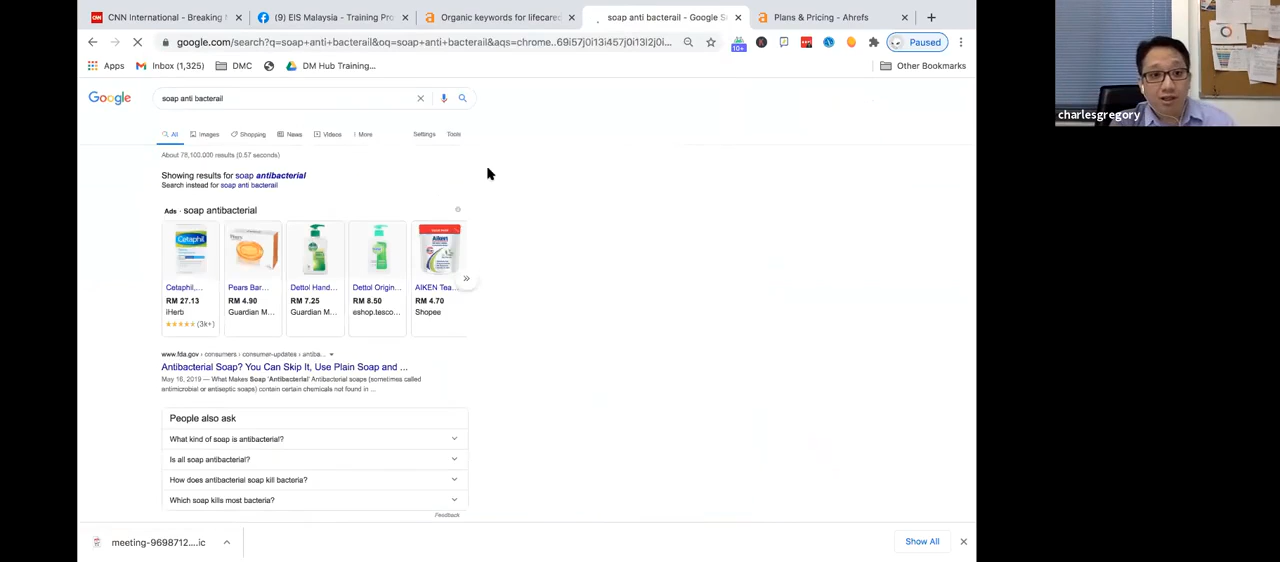 CNN International - Breaking
(9) EIS Malaysia - Training Pro
Organic keywords for lifecare
soap anti bacterail - Google S
Plans & Pricing - Ahrefs
google.com/search?q=soap+anti+bacterail&oq=soap+anti+bacterail&aqs=chrome..69i57j0i13i457j0i13l2j0i...
10+
Paused
Apps
Inbox (1,325)
DMC
DM Hub Training...
Other Bookmarks
charlesgregory
Google
soap anti bacterail
All
Images
Shopping
News
Videos
More
Settings
Tools
About 78,100,000 results (0.57 seconds)
Showing results for soap antibacterial
Search instead for soap anti bacterail
Ads · soap antibacterial
Cetaphil
Pears
Aiken
Cetaphil,...
Pears Bar...
Dettol Hand...
Dettol Origin...
AIKEN Tea...
RM 27.13
RM 4.90
RM 7.25
RM 8.50
RM 4.70
iHerb
Guardian M...
Guardian M...
eshop.tesco...
Shopee
(3k+)
www.fda.gov › consumers › consumer-updates › antiba...
Antibacterial Soap? You Can Skip It, Use Plain Soap and ...
May 16, 2019 — What Makes Soap 'Antibacterial' Antibacterial soaps (sometimes called
antimicrobial or antiseptic soaps) contain certain chemicals not found in ...
People also ask
What kind of soap is antibacterial?
Is all soap antibacterial?
How does antibacterial soap kill bacteria?
Which soap kills most bacteria?
Feedback
meeting-9698712....ic
Show All